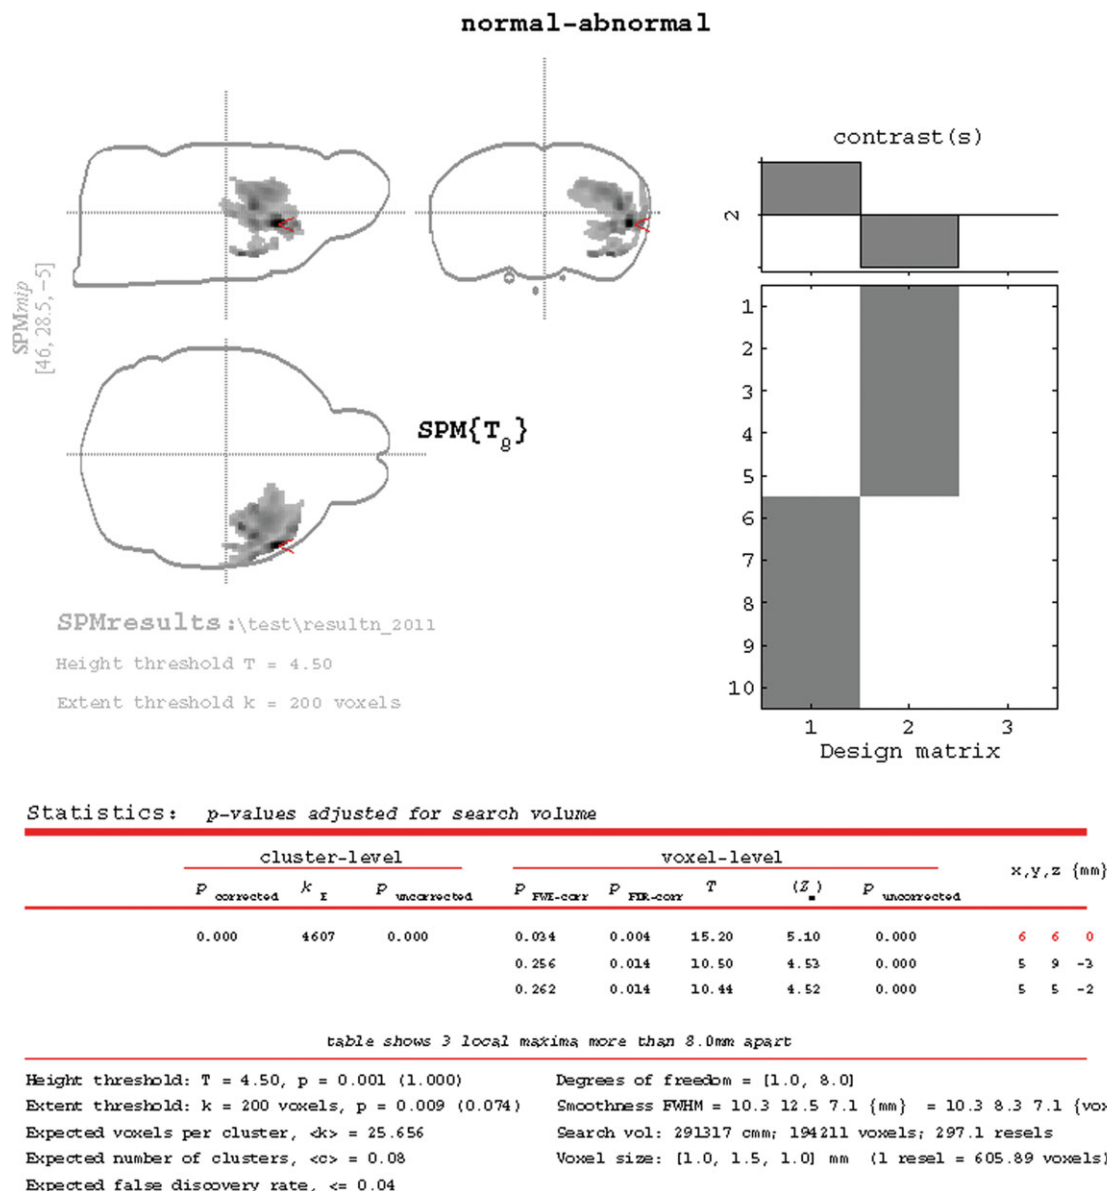 normal-abnormal
SPMmip
[46, 28.5, -5]
SPM{T8}
contrast(s)
2
1
2
3
4
5
6
7
8
9
10
1 2 3
Design matrix
SPMresults:\test\resultn_2011
Height threshold T = 4.50
Extent threshold k = 200 voxels
Statistics: p-values adjusted for search volume
cluster-level voxel-level x,y,z {mm}
p corrected k E p uncorrected p FWE-corr p FDR-corr T (Z≡) p uncorrected
0.000 4607 0.000 0.034 0.004 15.20 5.10 0.000 6 6 0
0.256 0.014 10.50 4.53 0.000 5 9 -3
0.262 0.014 10.44 4.52 0.000 5 5 -2
table shows 3 local maxima more than 8.0mm apart
Height threshold: T = 4.50, p = 0.001 (1.000)
Extent threshold: k = 200 voxels, p = 0.009 (0.074)
Expected voxels per cluster, <k> = 25.656
Expected number of clusters, <c> = 0.08
Expected false discovery rate, <= 0.04
Degrees of freedom = [1.0, 8.0]
Smoothness FWHM = 10.3 12.5 7.1 {mm} = 10.3 8.3 7.1 {vox
Search vol: 291317 cmm; 194211 voxels; 297.1 resels
Voxel size: [1.0, 1.5, 1.0] mm (1 resel = 605.89 voxels)